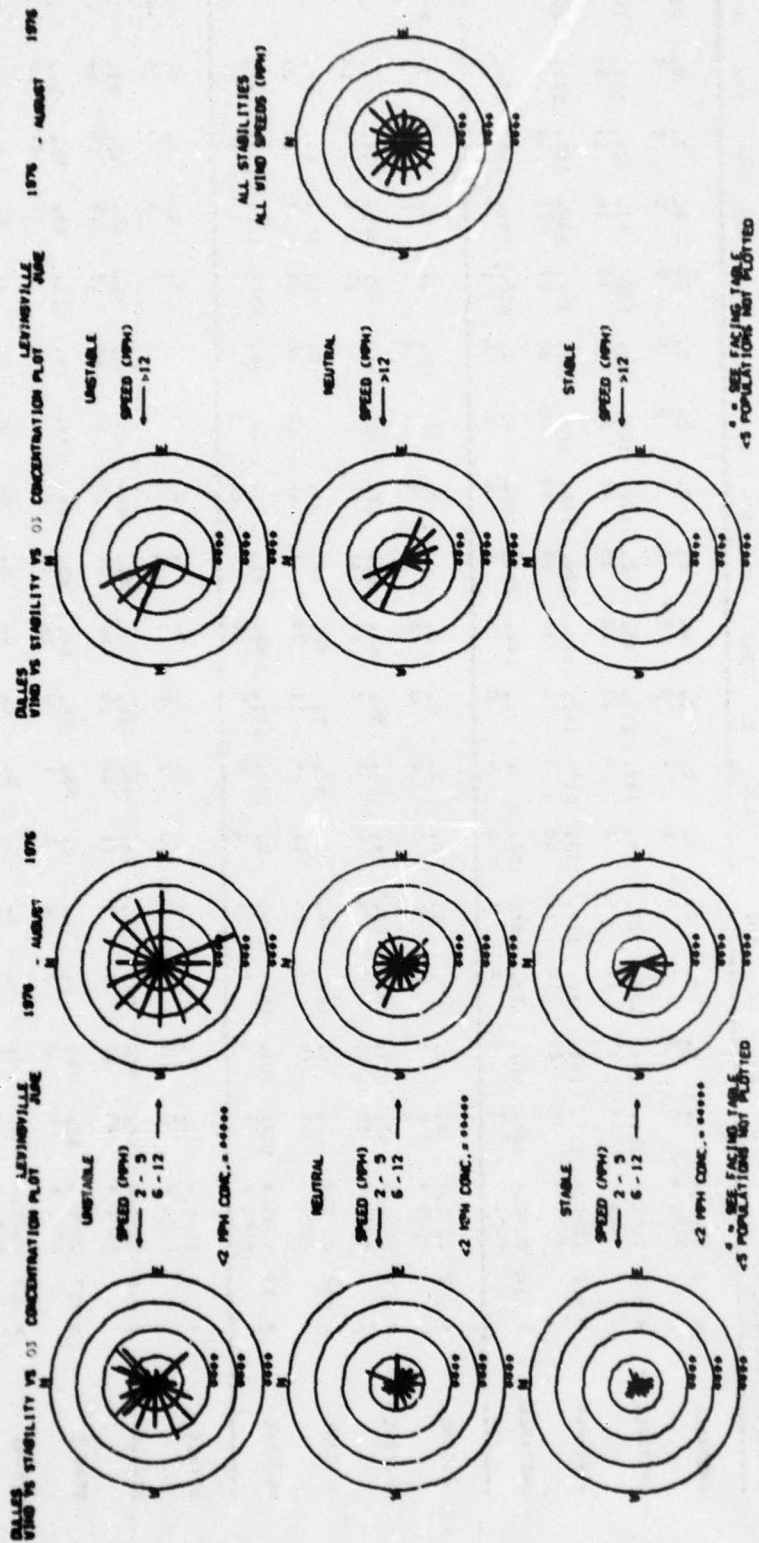 DULLES LEWINSVILLE
WIND VS STABILITY VS O3 CONCENTRATION PLOT JUNE 1976 - AUGUST 1976
N
W
E
****
****
****
UNSTABLE
SPEED (MPH)
← 2 - 5
6 - 12 →
<2 MPH CONC. = *****
N
W
E
****
****
****
N
W
E
****
****
****
NEUTRAL
SPEED (MPH)
← 2 - 5
6 - 12 →
<2 MPH CONC. = *****
N
W
E
****
****
****
N
W
E
****
****
****
STABLE
SPEED (MPH)
← 2 - 5
6 - 12 →
<2 MPH CONC. = *****
N
W
E
****
****
****
* = SEE FACING TABLE
<5 POPULATIONS NOT PLOTTED
DULLES LEWINSVILLE
WIND VS STABILITY VS O3 CONCENTRATION PLOT JUNE 1976 - AUGUST 1976
N
W
E
****
****
****
UNSTABLE
SPEED (MPH)
← >12
N
W
E
****
****
****
NEUTRAL
SPEED (MPH)
← >12
ALL STABILITIES
ALL WIND SPEEDS (MPH)
N
W
E
****
****
****
N
W
E
****
****
****
STABLE
SPEED (MPH)
← >12
* = SEE FACING TABLE
<5 POPULATIONS NOT PLOTTED